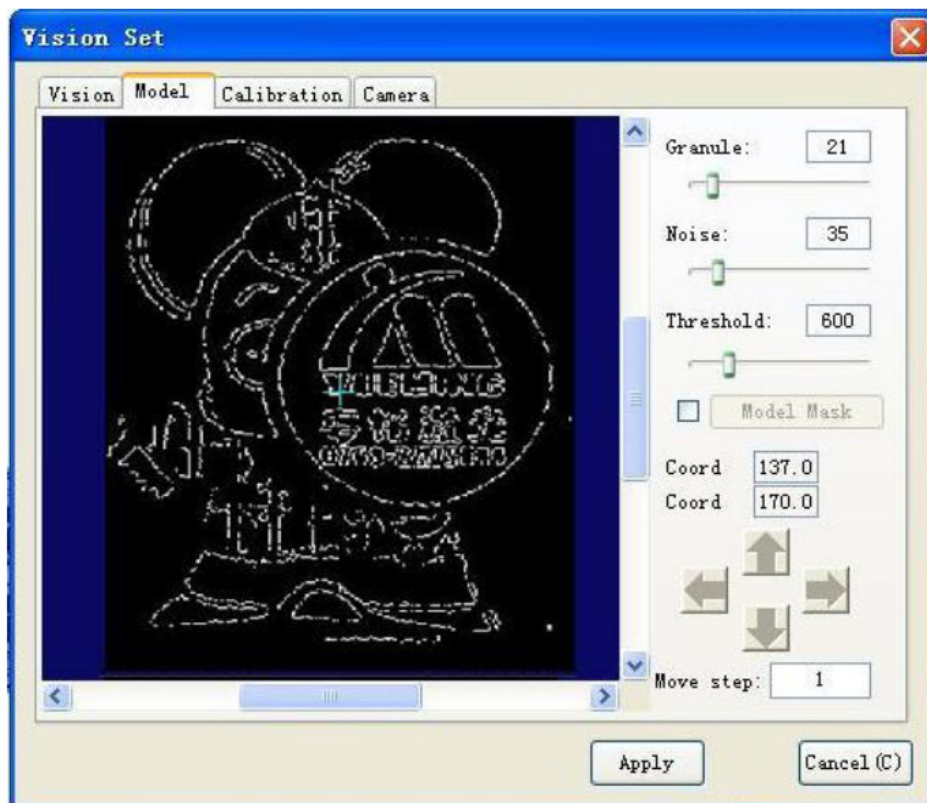 Vision Set
Vision Model Calibration Camera
Granule: 21
Noise: 35
Threshold: 600
Model Mask
Coord 137.0
Coord 170.0
Move step: 1
Apply Cancel(C)